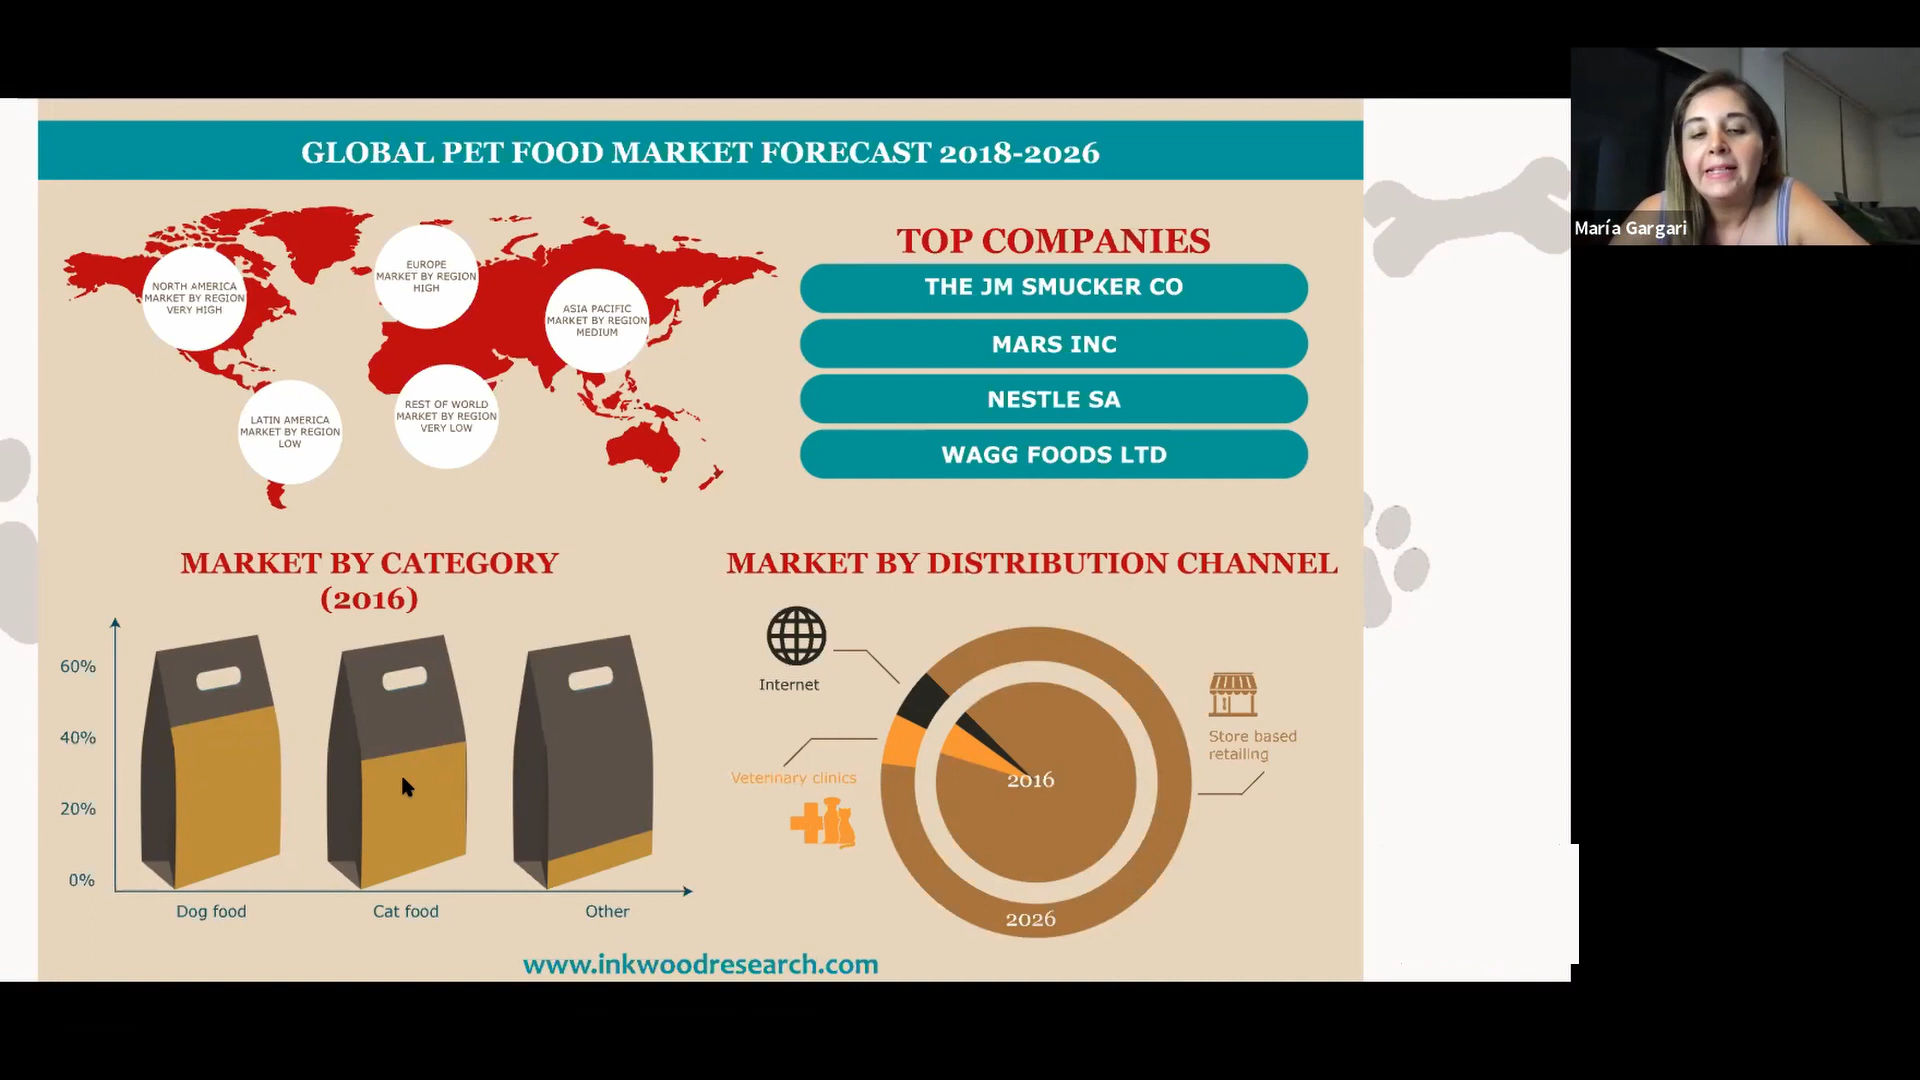 GLOBAL PET FOOD MARKET FORECAST 2018-2026
NORTH AMERICA
MARKET BY REGION
VERY HIGH
EUROPE
MARKET BY REGION
HIGH
ASIA PACIFIC
MARKET BY REGION
MEDIUM
LATIN AMERICA
MARKET BY REGION
LOW
REST OF WORLD
MARKET BY REGION
VERY LOW
TOP COMPANIES
THE JM SMUCKER CO
MARS INC
NESTLE SA
WAGG FOODS LTD
María Gargari
MARKET BY CATEGORY
(2016)
60%
40%
20%
0%
Dog food
Cat food
Other
MARKET BY DISTRIBUTION CHANNEL
Internet
Veterinary clinics
Store based
retailing
2016
2026
www.inkwoodresearch.com